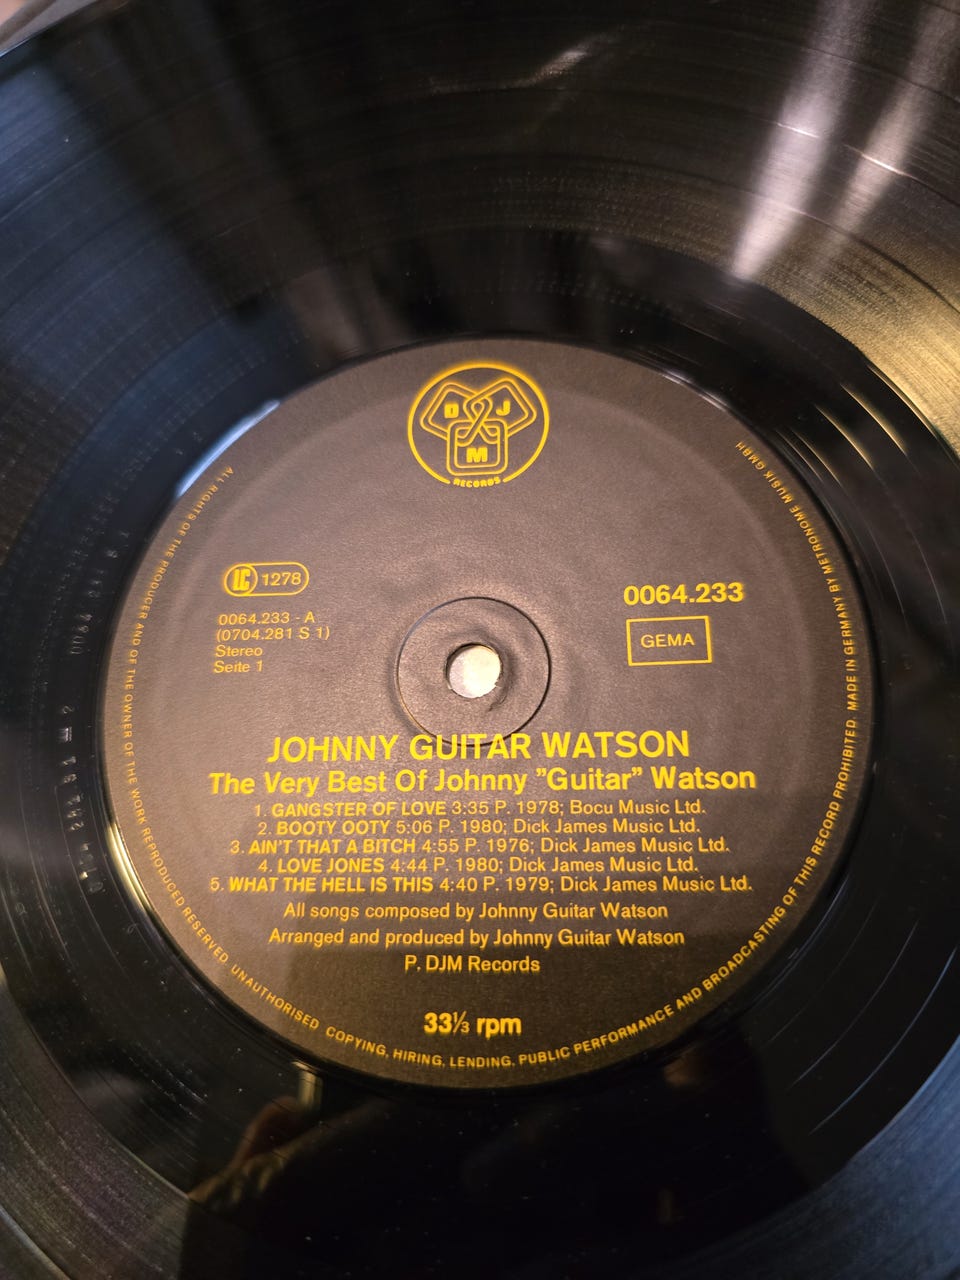 D J
M
RECORDS
LC 1278
0064.233 - A
(0704.281 S 1)
Stereo
Seite 1
0064.233
GEMA
JOHNNY GUITAR WATSON
The Very Best Of Johnny ”Guitar” Watson
1. GANGSTER OF LOVE 3:35 P. 1978; Bocu Music Ltd.
2. BOOTY OOTY 5:06 P. 1980; Dick James Music Ltd.
3. AIN'T THAT A BITCH 4:55 P. 1976; Dick James Music Ltd.
4. LOVE JONES 4:44 P. 1980; Dick James Music Ltd.
5. WHAT THE HELL IS THIS 4:40 P. 1979; Dick James Music Ltd.
All songs composed by Johnny Guitar Watson
Arranged and produced by Johnny Guitar Watson
P. DJM Records
33⅓ rpm
ALL RIGHTS OF THE PRODUCER AND OF THE OWNER OF THE WORK REPRODUCED RESERVED. UNAUTHORISED COPYING, HIRING, LENDING, PUBLIC PERFORMANCE AND BROADCASTING OF THIS RECORD PROHIBITED. MADE IN GERMANY BY METRONOME MUSIK GMBH